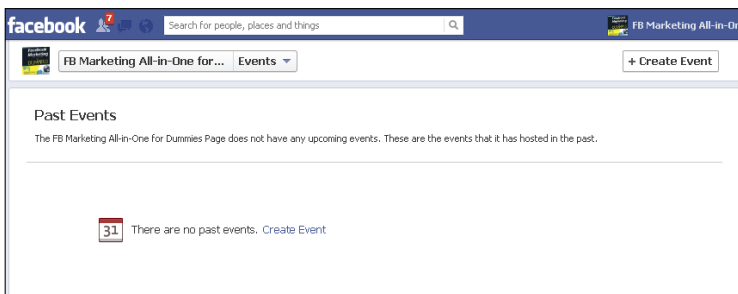 facebook 7 Search for people, places and things FB Marketing All-in-On
FB Marketing All-in-One for... Events + Create Event
Past Events
The FB Marketing All-in-One for Dummies Page does not have any upcoming events. These are the events that it has hosted in the past.
31 There are no past events. Create Event